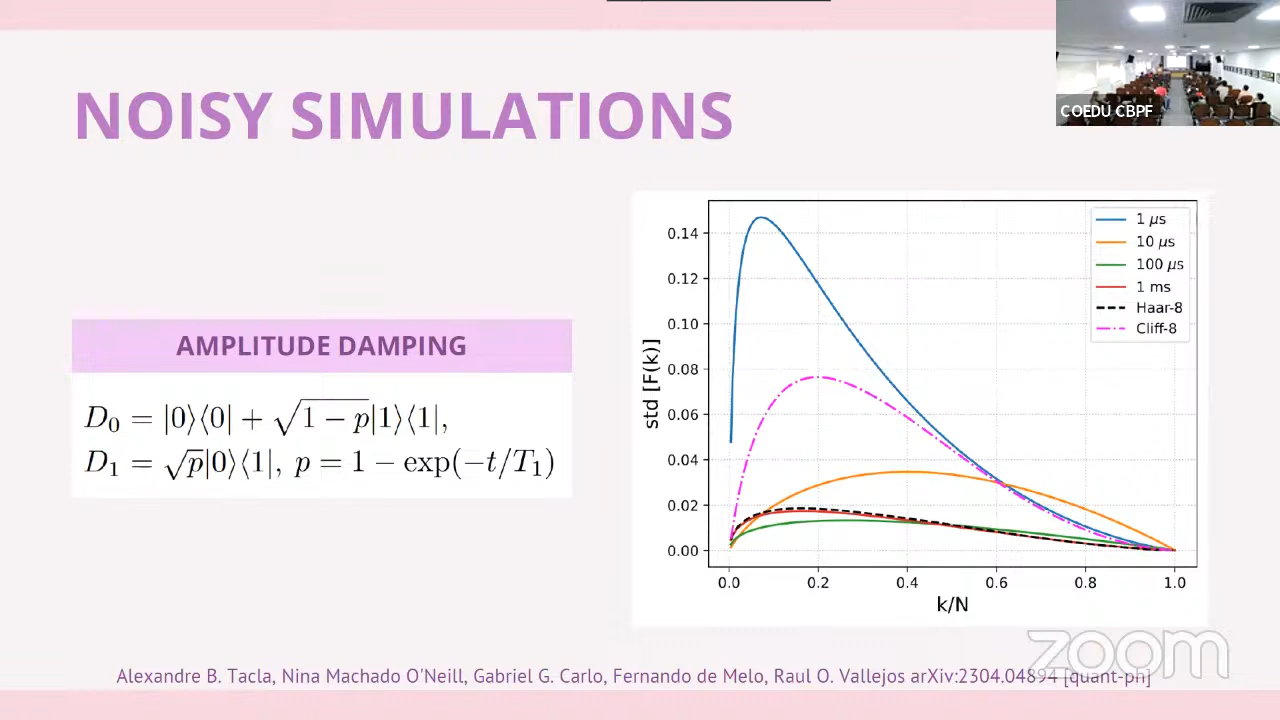 COEDU CBPF
NOISY SIMULATIONS
AMPLITUDE DAMPING
D₀ = |0⟩⟨0| + √(1 − p)|1⟩⟨1|,
D₁ = √p|0⟩⟨1|, p = 1 − exp(−t/T₁)
std [F(k)]
0.14
0.12
0.10
0.08
0.06
0.04
0.02
0.00
0.0 0.2 0.4 0.6 0.8 1.0
k/N
1 μs
10 μs
100 μs
1 ms
Haar-8
Cliff-8
zoom
Alexandre B. Tacla, Nina Machado O'Neill, Gabriel G. Carlo, Fernando de Melo, Raul O. Vallejos arXiv:2304.04894 [quant-ph]